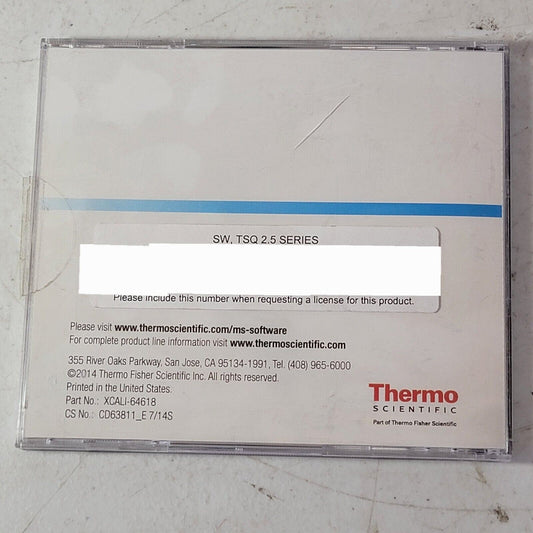 SW, TSQ 2.5 SERIES
Please include this number when requesting a license for this product.
Please visit www.thermoscientific.com/ms-software
For complete product line information visit www.thermoscientific.com
355 River Oaks Parkway, San Jose, CA 95134-1991, Tel. (408) 965-6000
©2014 Thermo Fisher Scientific Inc. All rights reserved.
Printed in the United States.
Part No.: XCALI-64618
CS No.: CD63811_E 7/14S
Thermo
SCIENTIFIC
Part of Thermo Fisher Scientific